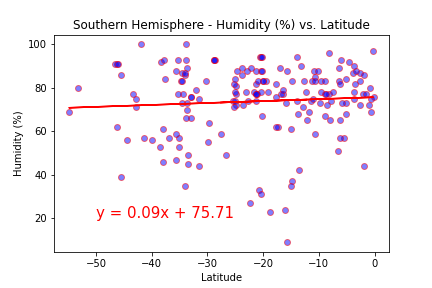 Southern Hemisphere - Humidity (%) vs. Latitude
100
80
60
40
20
Humidity (%)
y = 0.09x + 75.71
−50 −40 −30 −20 −10 0
Latitude